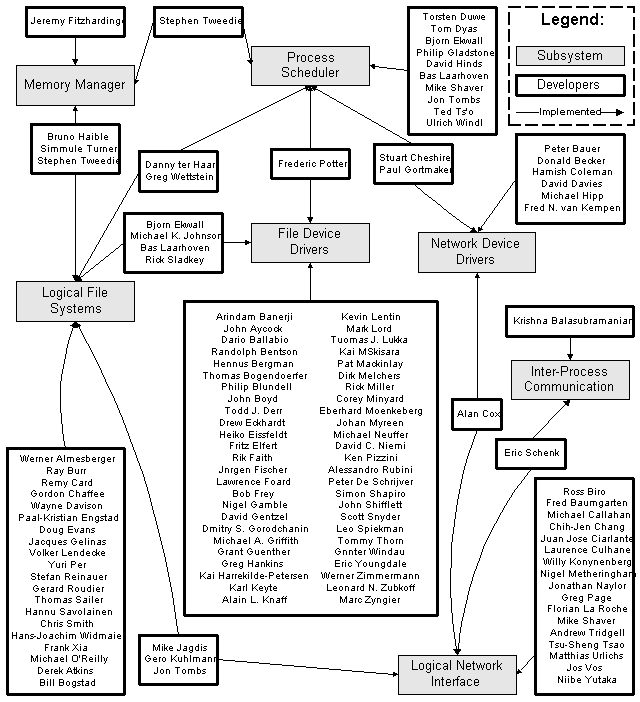 Jeremy Fitzhardinge
Stephen Tweedie
Torsten Duwe
Tom Dyas
Bjorn Ekwall
Philip Gladstone
David Hinds
Bas Laarhoven
Mike Shaver
Jon Tombs
Ted Ts'o
Ulrich Windl
Legend:
Subsystem
Developers
Implemented
Memory Manager
Process
Scheduler
Bruno Haible
Simmule Turner
Stephen Tweedie
Danny ter Haar
Greg Wettstein
Frederic Potter
Stuart Cheshire
Paul Gortmaker
Peter Bauer
Donald Becker
Hamish Coleman
David Davies
Michael Hipp
Fred N. van Kempen
Bjorn Ekwall
Michael K. Johnson
Bas Laarhoven
Rick Sladkey
File Device
Drivers
Network Device
Drivers
Logical File
Systems
Arindam Banerji
John Aycock
Dario Ballabio
Randolph Bentson
Hennus Bergman
Thomas Bogendoerfer
Philip Blundell
John Boyd
Todd J. Derr
Drew Eckhardt
Heiko Eissfeldt
Fritz Elfert
Rik Faith
Jnrgen Fischer
Lawrence Foard
Bob Frey
Nigel Gamble
David Gentzel
Dmitry S. Gorodchanin
Michael A. Griffith
Grant Guenther
Greg Hankins
Kai Harrekilde-Petersen
Karl Keyte
Alain L. Knaff
Kevin Lentin
Mark Lord
Tuomas J. Lukka
Kai MSkisara
Pat Mackinlay
Dirk Melchers
Rick Miller
Corey Minyard
Eberhard Moenkeberg
Johan Myreen
Michael Neuffer
David C. Niemi
Ken Pizzini
Alessandro Rubini
Peter De Schrijver
Simon Shapiro
John Shifflett
Scott Snyder
Leo Spiekman
Tommy Thorn
Gnnter Windau
Eric Youngdale
Werner Zimmermann
Leonard N. Zubkoff
Marc Zyngier
Krishna Balasubramanian
Inter-Process
Communication
Alan Cox
Eric Schenk
Werner Almesberger
Ray Burr
Remy Card
Gordon Chaffee
Wayne Davison
Paal-Kristian Engstad
Doug Evans
Jacques Gelinas
Volker Lendecke
Yuri Per
Stefan Reinauer
Gerard Roudier
Thomas Sailer
Hannu Savolainen
Chris Smith
Hans-Joachim Widmaie
Frank Xia
Michael O'Reilly
Derek Atkins
Bill Bogstad
Mike Jagdis
Gero Kuhlmann
Jon Tombs
Logical Network
Interface
Ross Biro
Fred Baumgarten
Michael Callahan
Chih-Jen Chang
Juan Jose Ciarlante
Laurence Culhane
Willy Konynenberg
Nigel Metheringham
Jonathan Naylor
Greg Page
Florian La Roche
Mike Shaver
Andrew Tridgell
Tsu-Sheng Tsao
Matthias Urlichs
Jos Vos
Niibe Yutaka